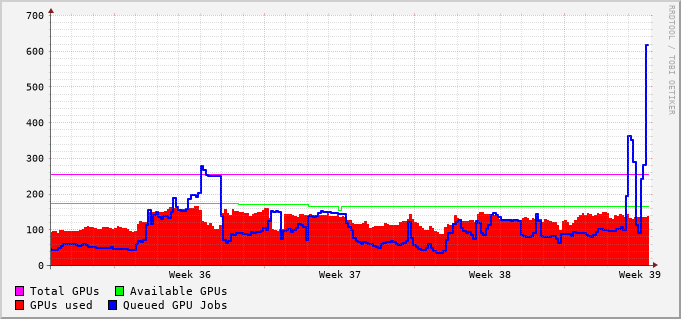 700
600
500
400
300
200
100
0
Week 36 Week 37 Week 38 Week 39
Total GPUs Available GPUs
GPUs used Queued GPU Jobs
RRDTOOL / TOBI OETIKER